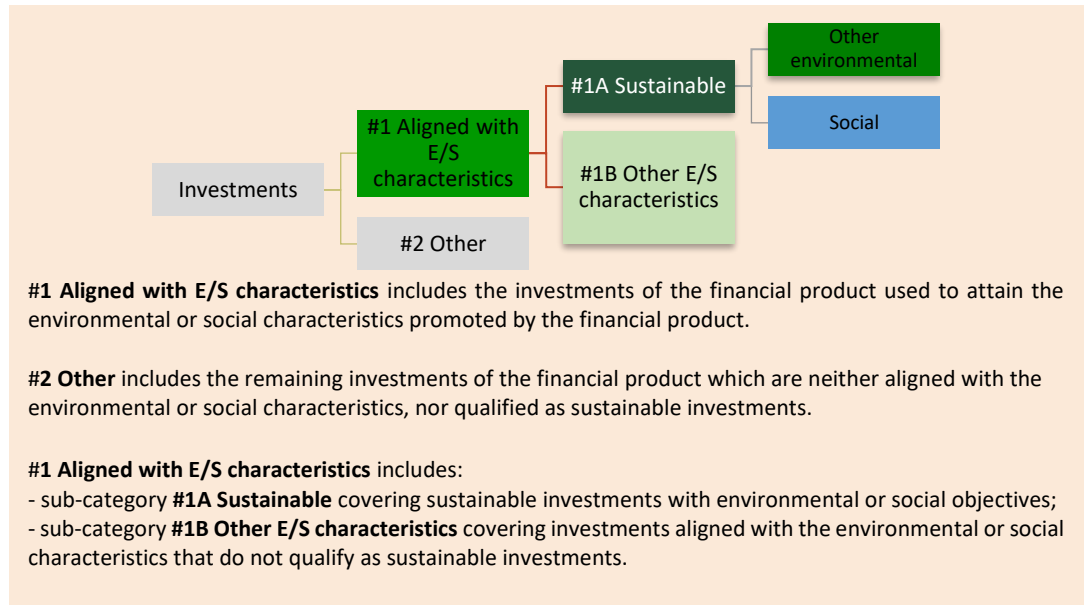 Other
environmental
#1A Sustainable
#1 Aligned with
E/S
characteristics
Social
#1B Other E/S
characteristics
Investments
#2 Other
#1 Aligned with E/S characteristics includes the investments of the financial product used to attain the
environmental or social characteristics promoted by the financial product.
#2 Other includes the remaining investments of the financial product which are neither aligned with the
environmental or social characteristics, nor qualified as sustainable investments.
#1 Aligned with E/S characteristics includes:
- sub-category #1A Sustainable covering sustainable investments with environmental or social objectives;
- sub-category #1B Other E/S characteristics covering investments aligned with the environmental or social
characteristics that do not qualify as sustainable investments.